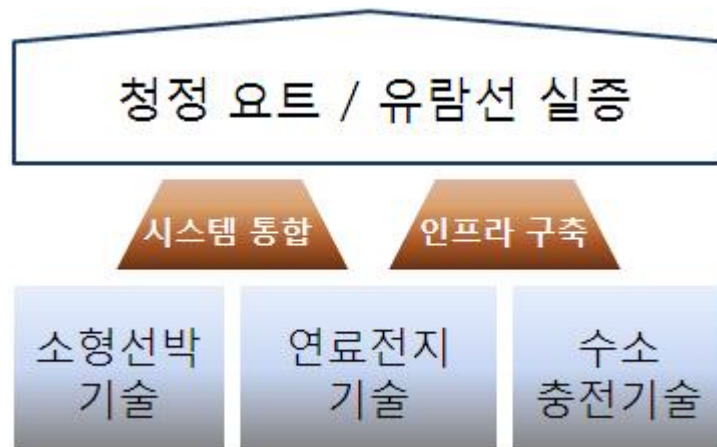 청정 요트 / 유람선 실증
시스템 통합
인프라 구축
소형선박
기술
연료전지
기술
수소
충전기술